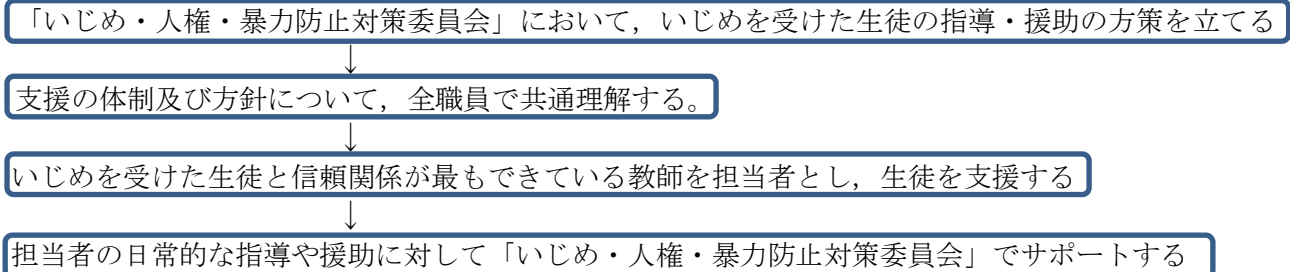 「いじめ・人権・暴力防止対策委員会」において，いじめを受けた生徒の指導・援助の方策を立てる
↓
支援の体制及び方針について，全職員で共通理解する。
↓
いじめを受けた生徒と信頼関係が最もできている教師を担当者とし，生徒を支援する
↓
担当者の日常的な指導や援助に対して「いじめ・人権・暴力防止対策委員会」でサポートする